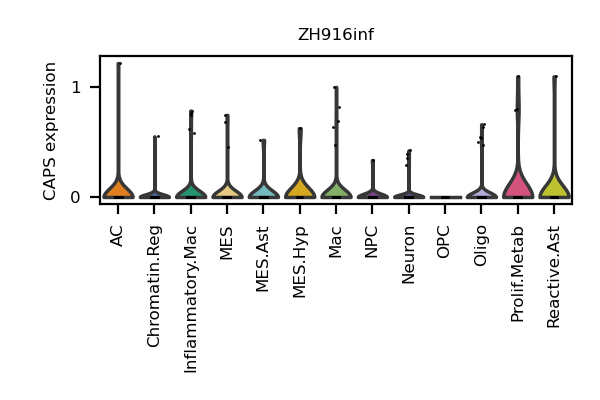 ZH916inf
CAPS expression
1
0
AC
Chromatin.Reg
Inflammatory.Mac
MES
MES.Ast
MES.Hyp
Mac
NPC
Neuron
OPC
Oligo
Prolif.Metab
Reactive.Ast